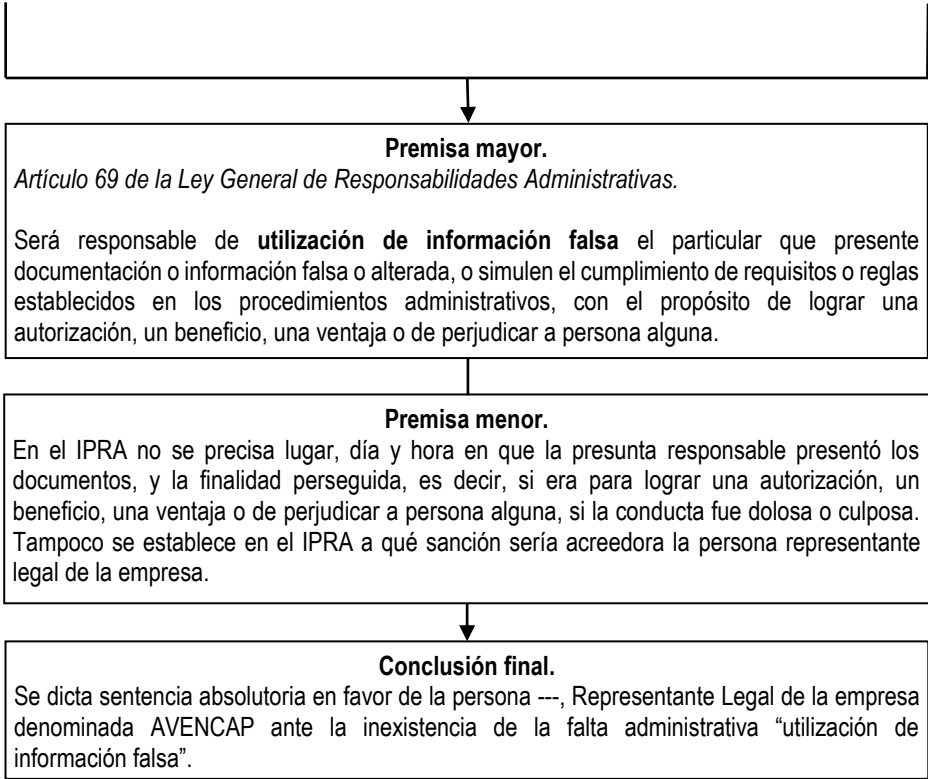 Premisa mayor.
Artículo 69 de la Ley General de Responsabilidades Administrativas.
Será responsable de utilización de información falsa el particular que presente
documentación o información falsa o alterada, o simulen el cumplimiento de requisitos o reglas
establecidos en los procedimientos administrativos, con el propósito de lograr una
autorización, un beneficio, una ventaja o de perjudicar a persona alguna.
Premisa menor.
En el IPRA no se precisa lugar, día y hora en que la presunta responsable presentó los
documentos, y la finalidad perseguida, es decir, si era para lograr una autorización, un
beneficio, una ventaja o de perjudicar a persona alguna, si la conducta fue dolosa o culposa.
Tampoco se establece en el IPRA a qué sanción sería acreedora la persona representante
legal de la empresa.
Conclusión final.
Se dicta sentencia absolutoria en favor de la persona ---, Representante Legal de la empresa
denominada AVENCAP ante la inexistencia de la falta administrativa “utilización de
información falsa”.